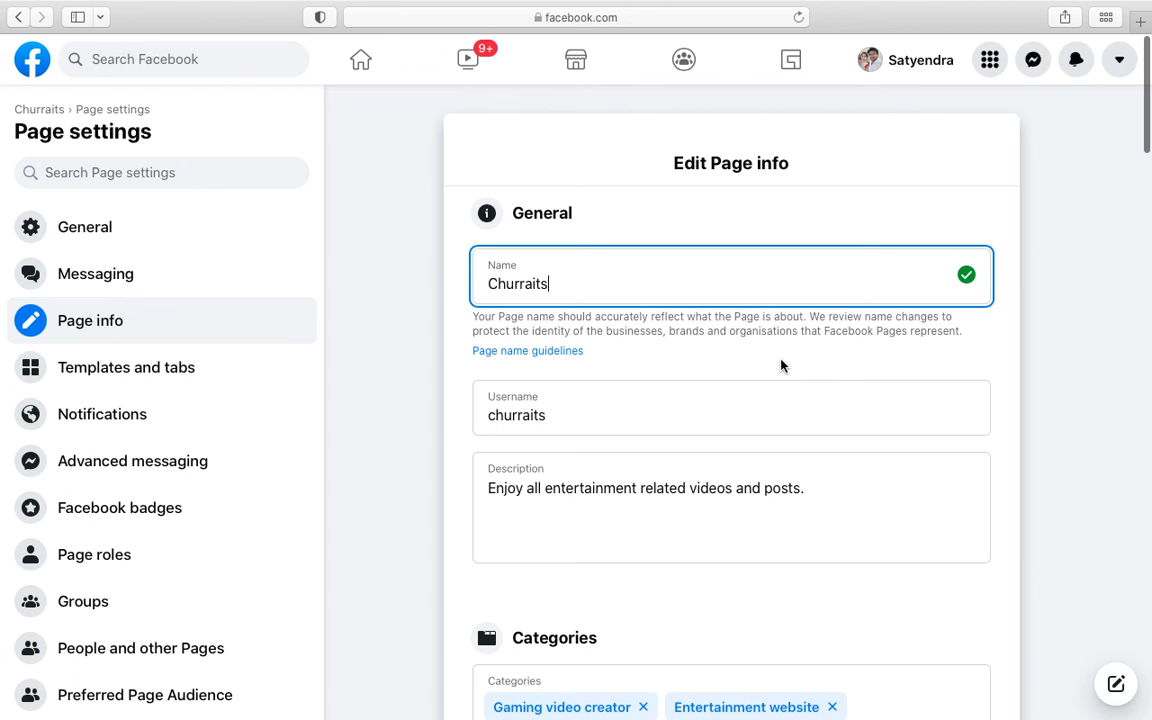 facebook.com
Search Facebook
9+
Satyendra
Churraits › Page settings
Page settings
Search Page settings
General
Messaging
Page info
Templates and tabs
Notifications
Advanced messaging
Facebook badges
Page roles
Groups
People and other Pages
Preferred Page Audience
Edit Page info
General
Name
Churraits
Your Page name should accurately reflect what the Page is about. We review name changes to
protect the identity of the businesses, brands and organisations that Facebook Pages represent.
Page name guidelines
Username
churraits
Description
Enjoy all entertainment related videos and posts.
Categories
Categories
Gaming video creator × Entertainment website ×